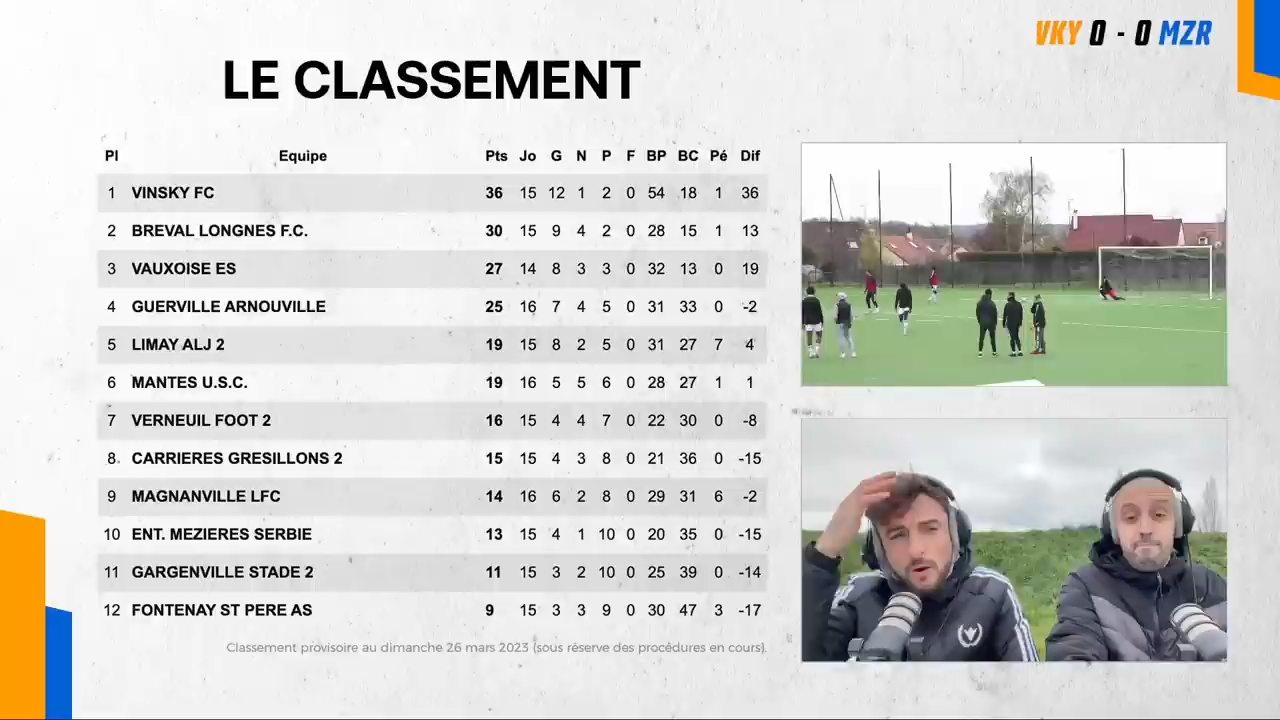 VKY 0 - 0 MZR
LE CLASSEMENT
Pl Equipe Pts Jo G N P F BP BC Pé Dif
1 VINSKY FC 36 15 12 1 2 0 54 18 1 36
2 BREVAL LONGNES F.C. 30 15 9 4 2 0 28 15 1 13
3 VAUXOISE ES 27 14 8 3 3 0 32 13 0 19
4 GUERVILLE ARNOUVILLE 25 16 7 4 5 0 31 33 0 -2
5 LIMAY ALJ 2 19 15 8 2 5 0 31 27 7 4
6 MANTES U.S.C. 19 16 5 5 6 0 28 27 1 1
7 VERNEUIL FOOT 2 16 15 4 4 7 0 22 30 0 -8
8 CARRIERES GRESILLONS 2 15 15 4 3 8 0 21 36 0 -15
9 MAGNANVILLE LFC 14 16 6 2 8 0 29 31 6 -2
10 ENT. MEZIERES SERBIE 13 15 4 1 10 0 20 35 0 -15
11 GARGENVILLE STADE 2 11 15 3 2 10 0 25 39 0 -14
12 FONTENAY ST PERE AS 9 15 3 3 9 0 30 47 3 -17
Classement provisoire au dimanche 26 mars 2023 (sous réserve des procédures en cours).